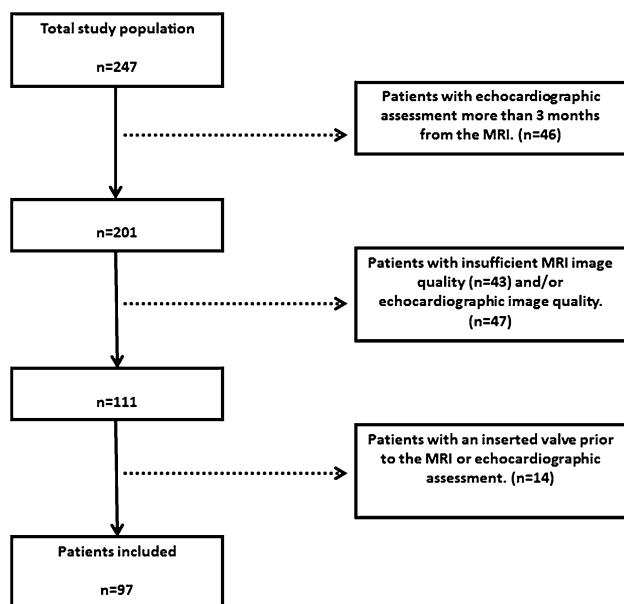 Total study population
n=247
Patients with echocardiographic
assessment more than 3 months
from the MRI. (n=46)
n=201
Patients with insufficient MRI image
quality (n=43) and/or
echocardiographic image quality.
(n=47)
n=111
Patients with an inserted valve prior
to the MRI or echocardiographic
assessment. (n=14)
Patients included
n=97